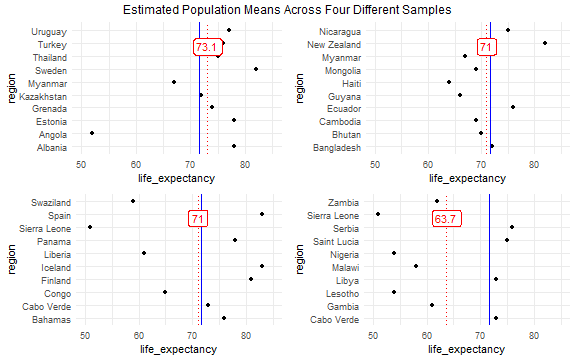 Estimated Population Means Across Four Different Samples
region
Uruguay
Turkey
Thailand
Sweden
Myanmar
Kazakhstan
Grenada
Estonia
Angola
Albania
73.1
50 60 70 80
life_expectancy
region
Nicaragua
New Zealand
Myanmar
Mongolia
Haiti
Guyana
Ecuador
Cambodia
Bhutan
Bangladesh
71
50 60 70 80
life_expectancy
region
Swaziland
Spain
Sierra Leone
Panama
Liberia
Iceland
Finland
Congo
Cabo Verde
Bahamas
71
50 60 70 80
life_expectancy
region
Zambia
Sierra Leone
Serbia
Saint Lucia
Nigeria
Malawi
Libya
Lesotho
Gambia
Cabo Verde
63.7
50 60 70 80
life_expectancy